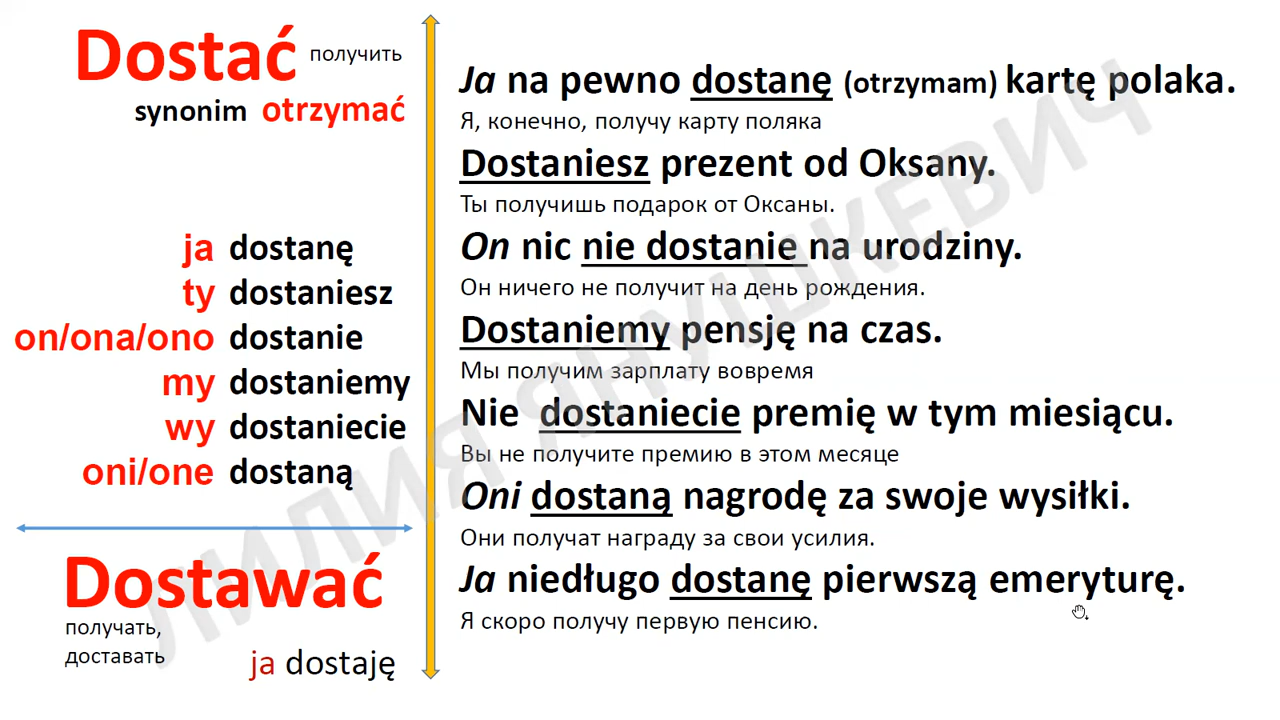 Dostać получить
synonim otrzymać
ja dostanę
ty dostaniesz
on/ona/ono dostanie
my dostaniemy
wy dostaniecie
oni/one dostaną
Dostawać
получать,
доставать
ja dostaję
Ja na pewno dostanę (otrzymam) kartę polaka.
Я, конечно, получу карту поляка
Dostaniesz prezent od Oksany.
Ты получишь подарок от Оксаны.
On nic nie dostanie na urodziny.
Он ничего не получит на день рождения.
Dostaniemy pensję na czas.
Мы получим зарплату вовремя
Nie dostaniecie premię w tym miesiącu.
Вы не получите премию в этом месяце
Oni dostaną nagrodę za swoje wysiłki.
Они получат награду за свои усилия.
Ja niedługo dostanę pierwszą emeryturę.
Я скоро получу первую пенсию.
ЛИЛИЯ ЯНУШКЕВИЧ